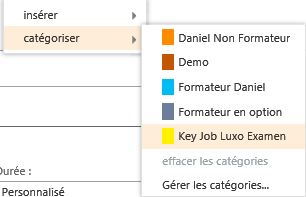 insérer
catégoriser
Daniel Non Formateur
Demo
Formateur Daniel
Formateur en option
Key Job Luxo Examen
effacer les catégories
Gérer les catégories...
Durée :
Personnalisé